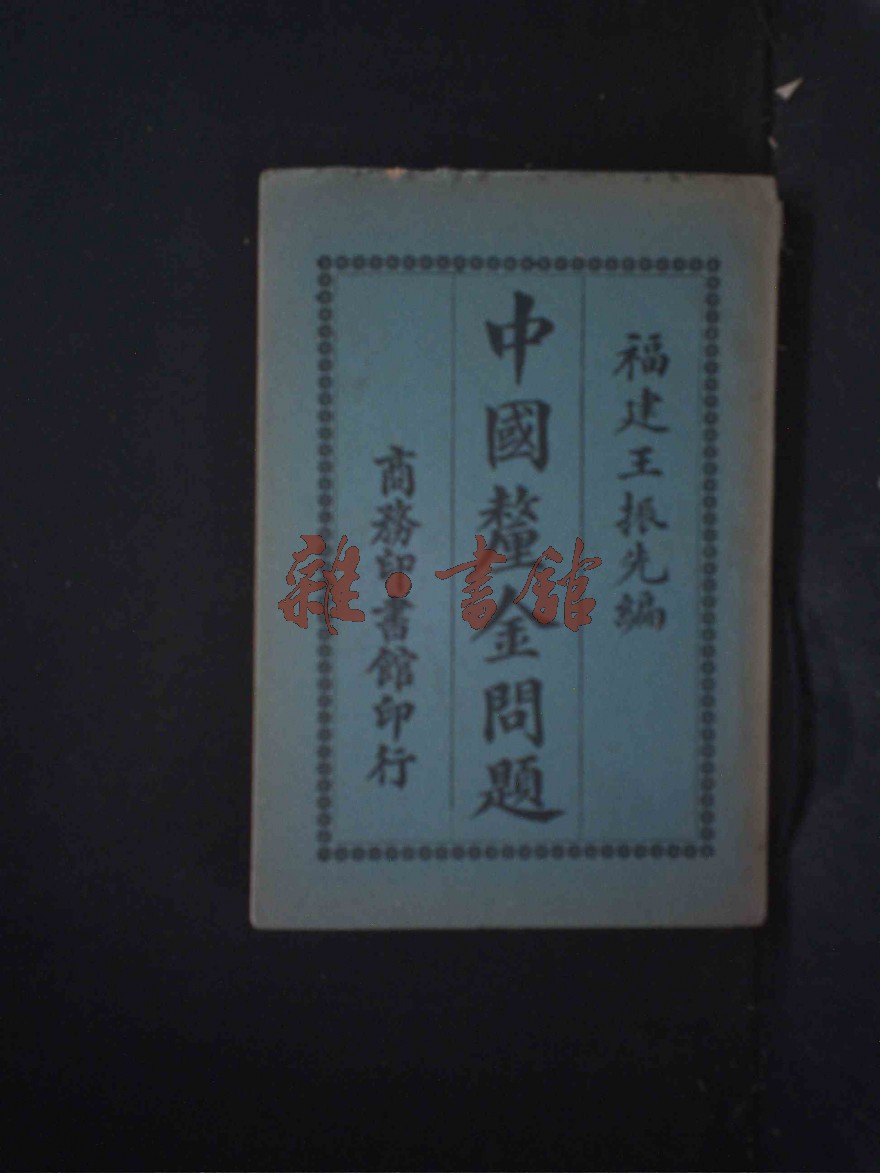 福建王振先編
中國釐金問題
商務印書館印行
雜·書館